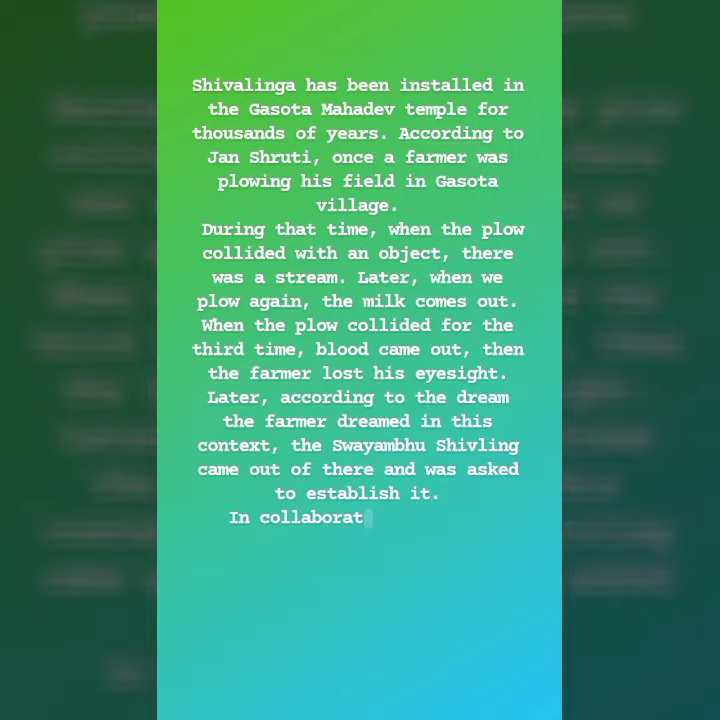 Shivalinga has been installed in
the Gasota Mahadev temple for
thousands of years. According to
Jan Shruti, once a farmer was
plowing his field in Gasota
village.
During that time, when the plow
collided with an object, there
was a stream. Later, when we
plow again, the milk comes out.
When the plow collided for the
third time, blood came out, then
the farmer lost his eyesight.
Later, according to the dream
the farmer dreamed in this
context, the Swayambhu Shivling
came out of there and was asked
to establish it.
In collaborat